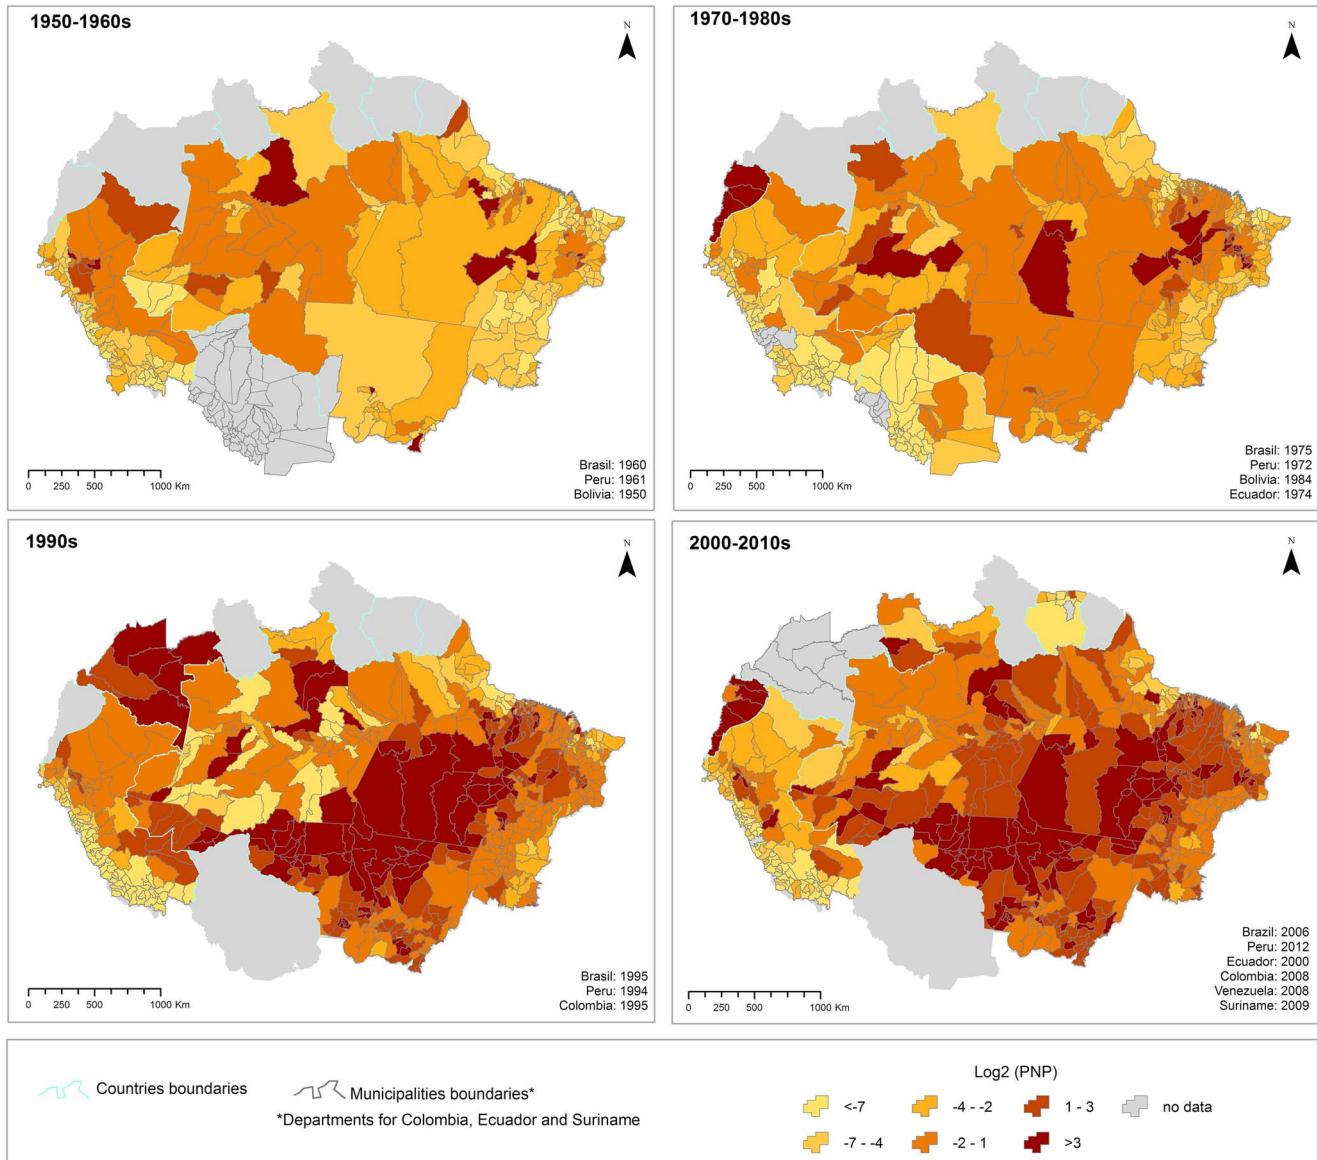 1950-1960s
N
Brasil: 1960
Peru: 1961
Bolivia: 1950
0 250 500 1000 Km
1970-1980s
N
Brasil: 1975
Peru: 1972
Bolivia: 1984
Ecuador: 1974
0 250 500 1000 Km
1990s
N
Brasil: 1995
Peru: 1994
Colombia: 1995
0 250 500 1000 Km
2000-2010s
N
Brazil: 2006
Peru: 2012
Ecuador: 2000
Colombia: 2008
Venezuela: 2008
Suriname: 2009
0 250 500 1000 Km
Countries boundaries
Municipalities boundaries*
*Departments for Colombia, Ecuador and Suriname
Log2 (PNP)
<-7
-4 - -2
1 - 3
no data
-7 - -4
-2 - 1
>3